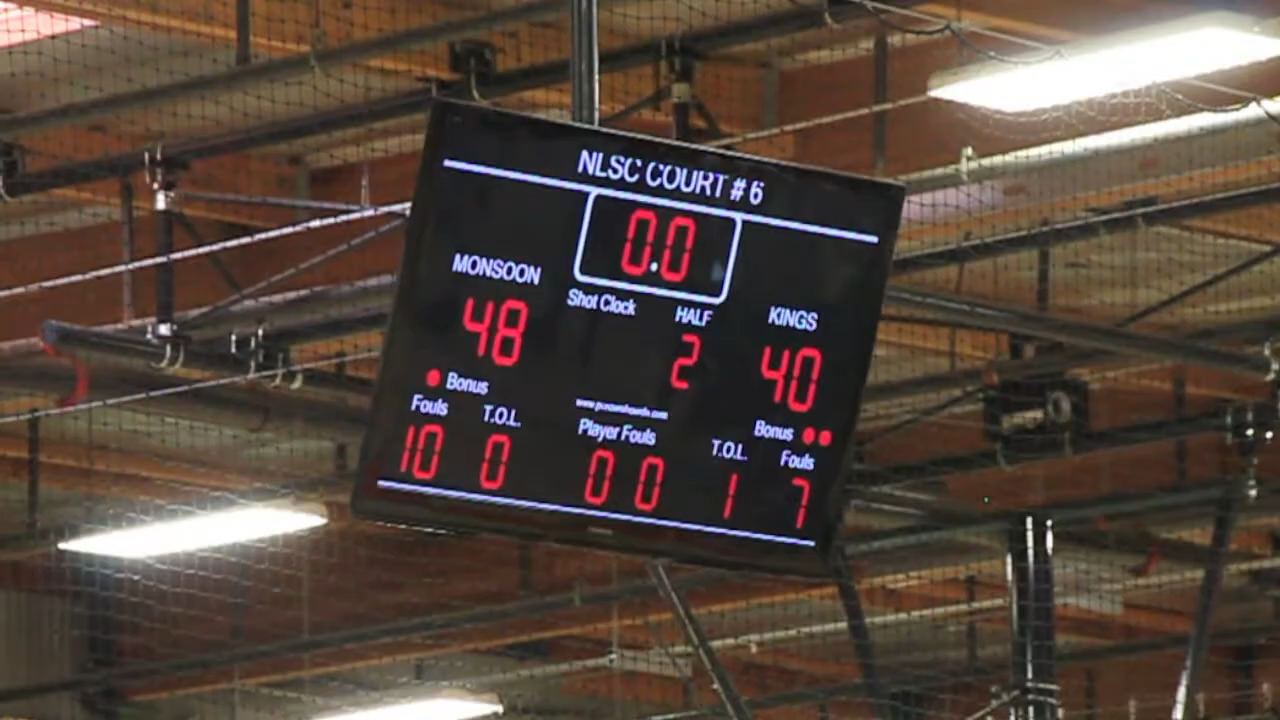 NLSC COURT # 6
0.0
MONSOON
Shot Clock
HALF
KINGS
48
2
40
Bonus
Bonus
Fouls
T.O.L.
Player Fouls
T.O.L.
Fouls
10
0
0 0
1
7